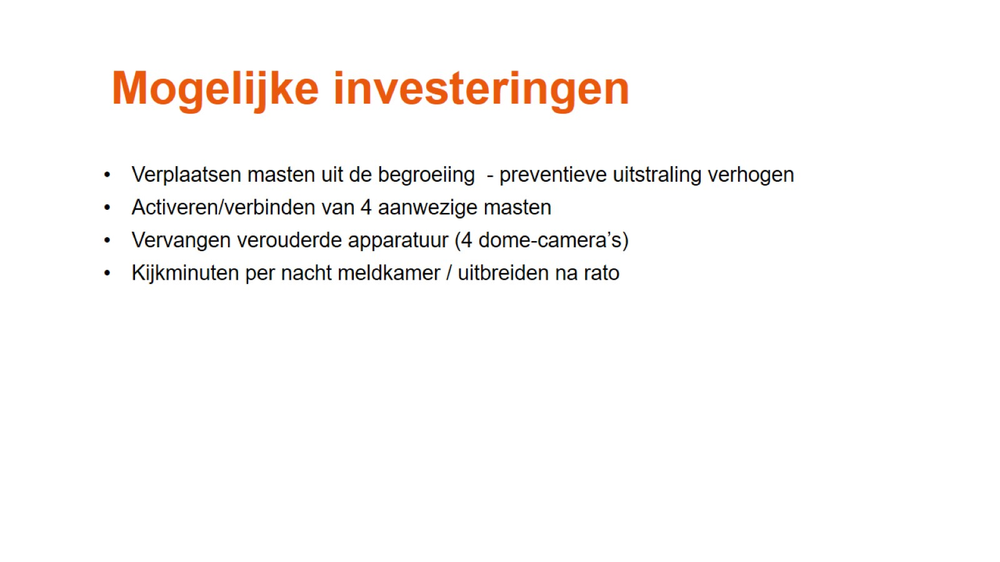 Mogelijke investeringen
• Verplaatsen masten uit de begroeiing  - preventieve uitstraling verhogen
• Activeren/verbinden van 4 aanwezige masten
• Vervangen verouderde apparatuur (4 dome-camera’s)
• Kijkminuten per nacht meldkamer / uitbreiden na rato